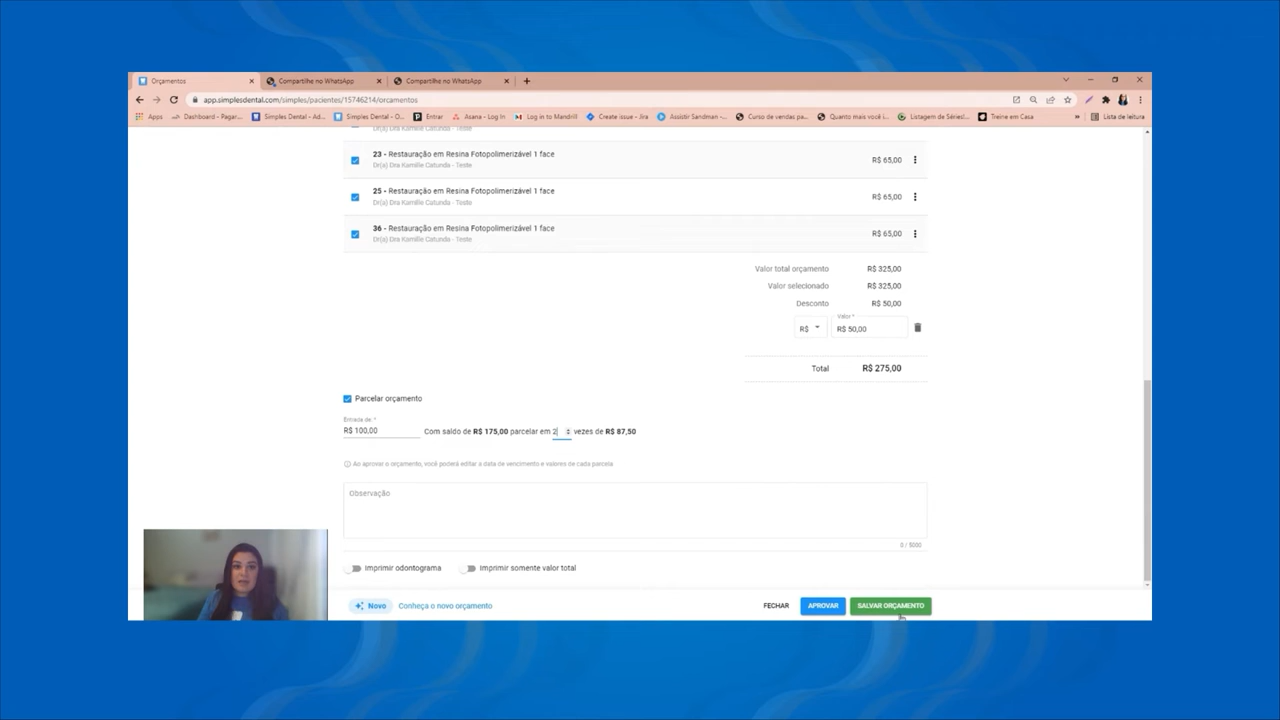 Orçamentos
Compartilhe no WhatsApp
Compartilhe no WhatsApp
app.simplesdental.com/simples/pacientes/15746214/orcamentos
Apps
Dashboard - Pagar...
Simples Dental - Ad...
Simples Dental - O...
Entrar
Asana - Log In
Log in to Mandrill
Create issue - Jira
Assistir Sandman -...
Curso de vendas pa...
Quanto mais você i...
Listagem de Séries!...
Treine em Casa
Lista de leitura
Dr(a) Dra Kamille Catunda - Teste
23 - Restauração em Resina Fotopolimerizável 1 face
R$ 65,00
Dr(a) Dra Kamille Catunda - Teste
25 - Restauração em Resina Fotopolimerizável 1 face
R$ 65,00
Dr(a) Dra Kamille Catunda - Teste
36 - Restauração em Resina Fotopolimerizável 1 face
R$ 65,00
Dr(a) Dra Kamille Catunda - Teste
Valor total orçamento R$ 325,00
Valor selecionado R$ 325,00
Desconto R$ 50,00
Valor *
R$ R$ 50,00
Total R$ 275,00
Parcelar orçamento
Entrada de: *
R$ 100,00 Com saldo de R$ 175,00 parcelar em 2 vezes de R$ 87,50
Ao aprovar o orçamento, você poderá editar a data de vencimento e valores de cada parcela
Observação
0 / 5000
Imprimir odontograma Imprimir somente valor total
Novo Conheça o novo orçamento FECHAR APROVAR SALVAR ORÇAMENTO